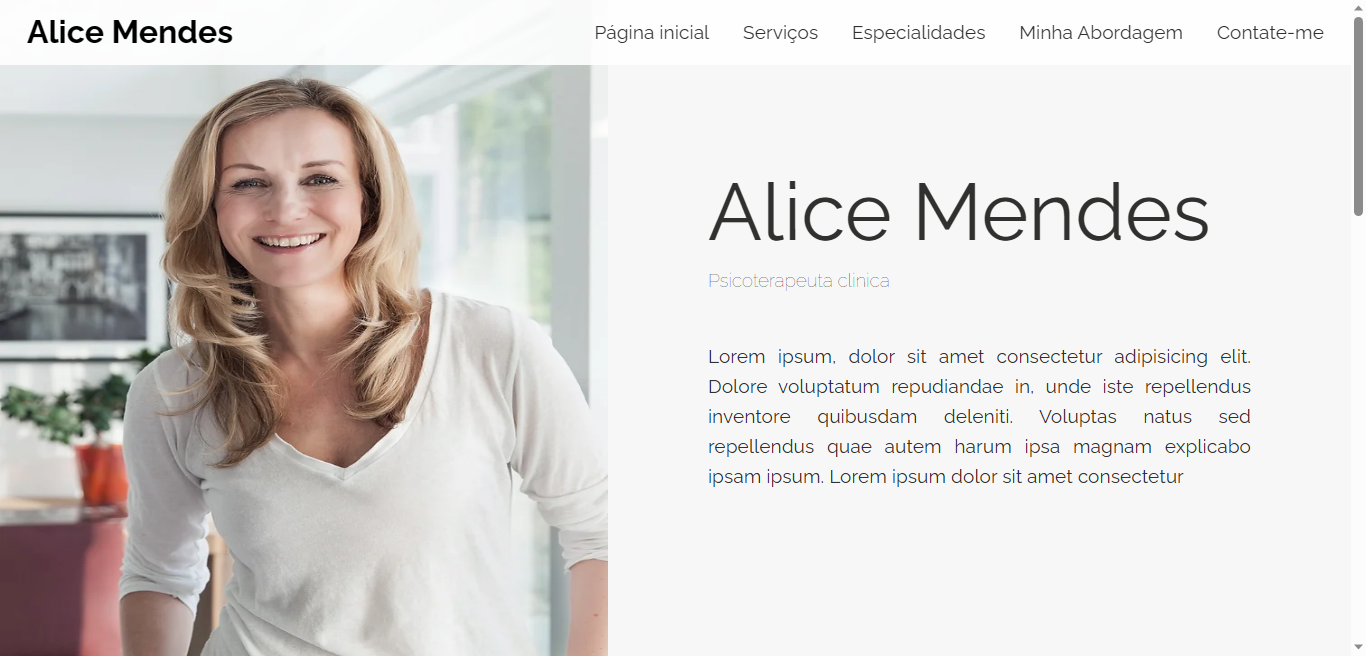 Alice Mendes
Página inicial Serviços Especialidades Minha Abordagem Contate-me
Alice Mendes
Psicoterapeuta clinica
Lorem ipsum, dolor sit amet consectetur adipisicing elit.
Dolore voluptatum repudiandae in, unde iste repellendus
inventore quibusdam deleniti. Voluptas natus sed
repellendus quae autem harum ipsa magnam explicabo
ipsam ipsum. Lorem ipsum dolor sit amet consectetur